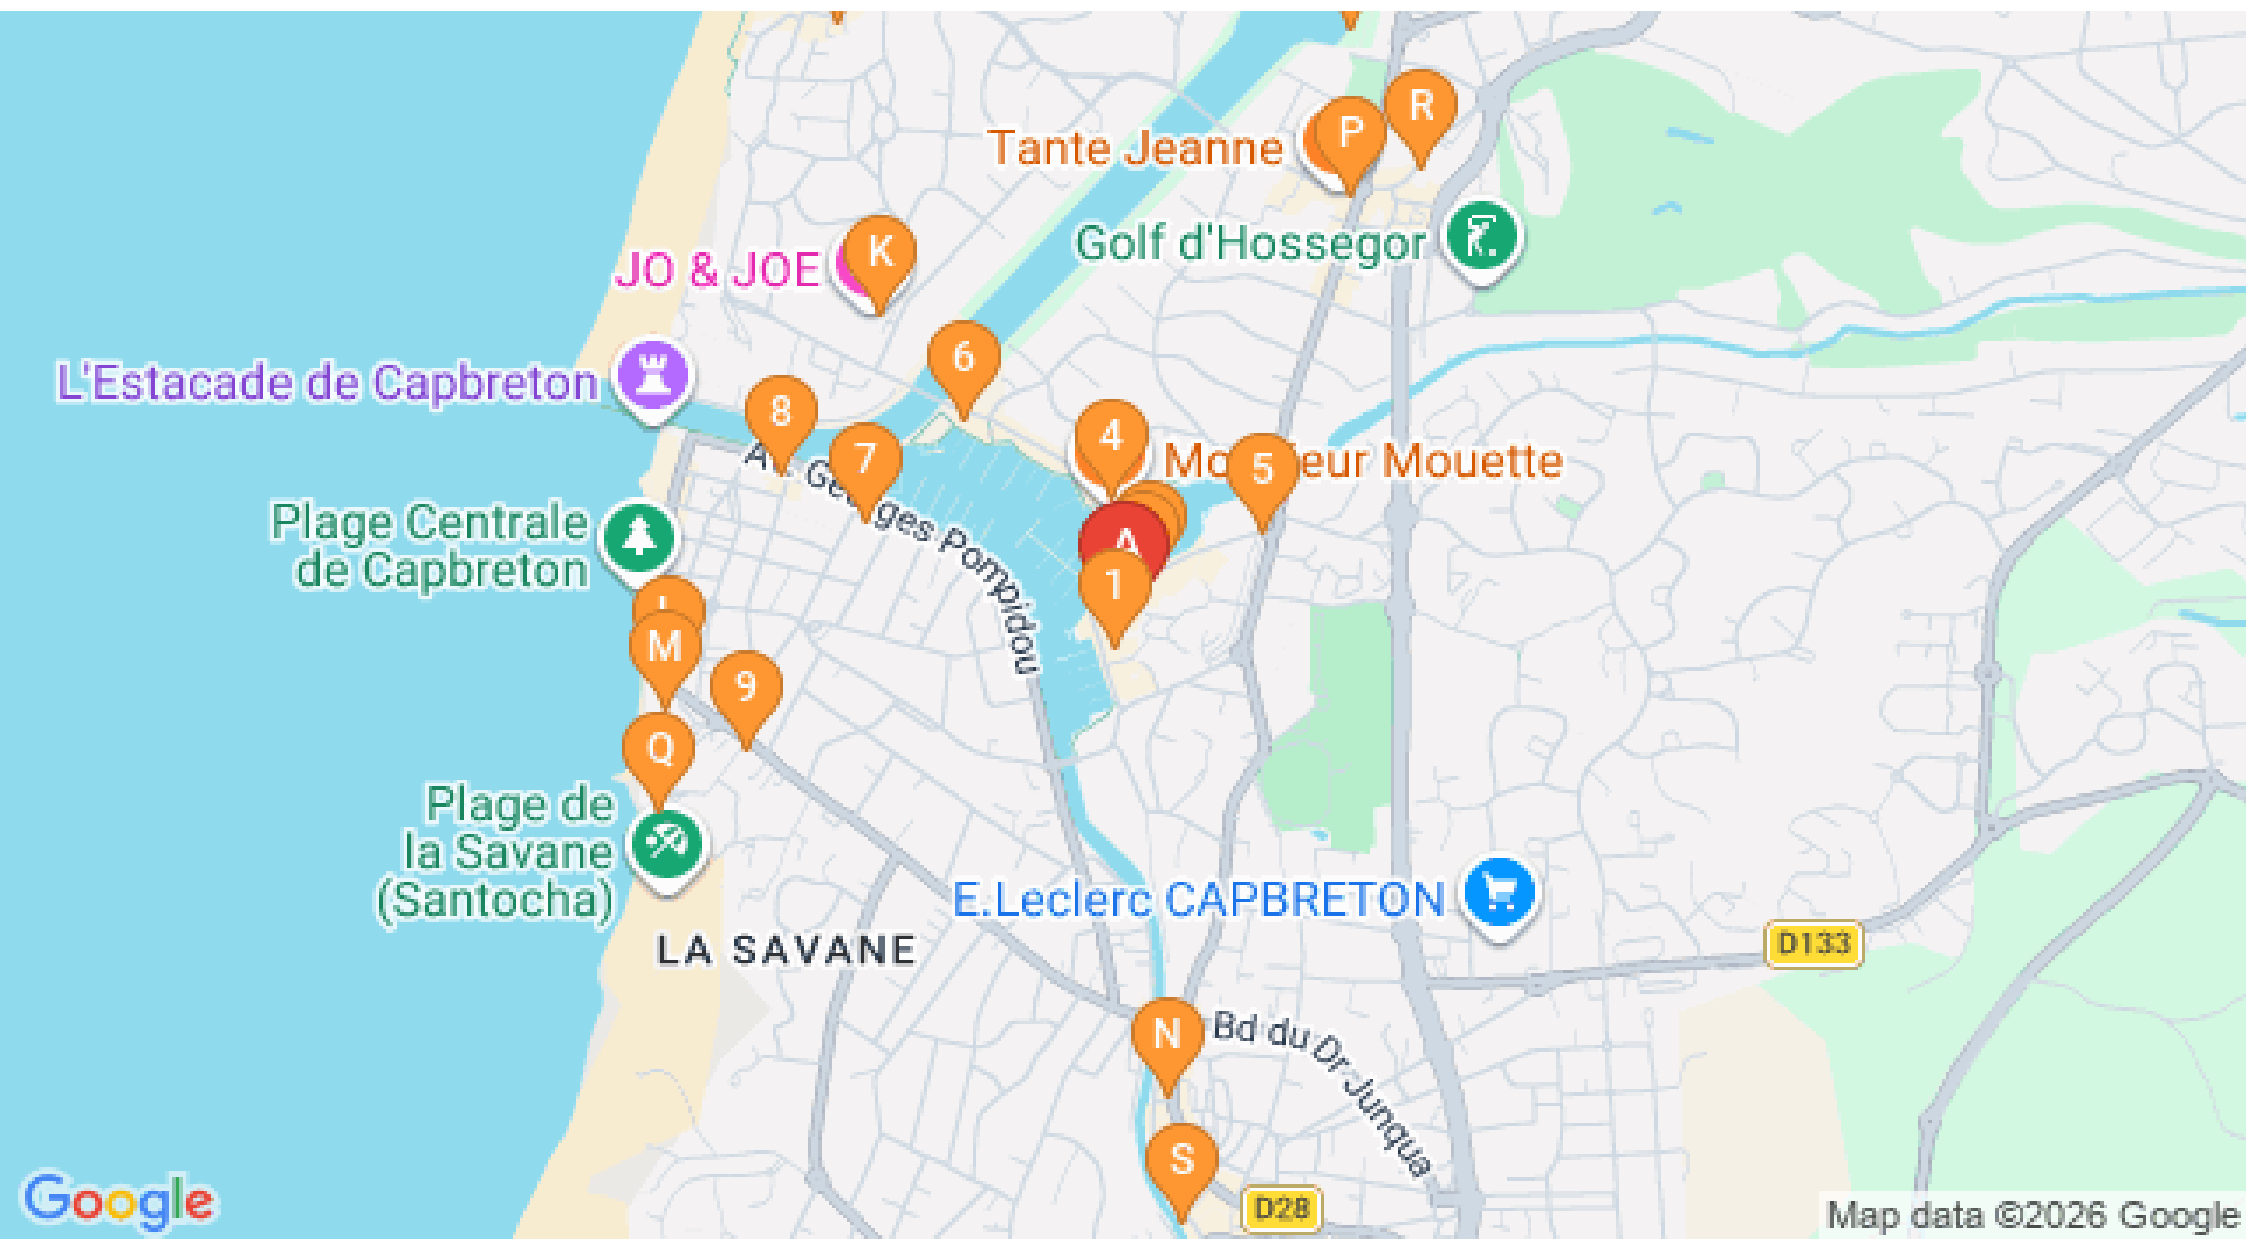 R
P
Tante Jeanne
Golf d'Hossegor
K
JO & JOE
6
L'Estacade de Capbreton
8
4
7
5
Av. Georges Pompidou
A
1
Plage Centrale
de Capbreton
M
9
Q
Plage de
la Savane
(Santocha)
E.Leclerc CAPBRETON
LA SAVANE
D133
N
Bd du Dr Junqua
S
D28
Google
Map data ©2026 Google